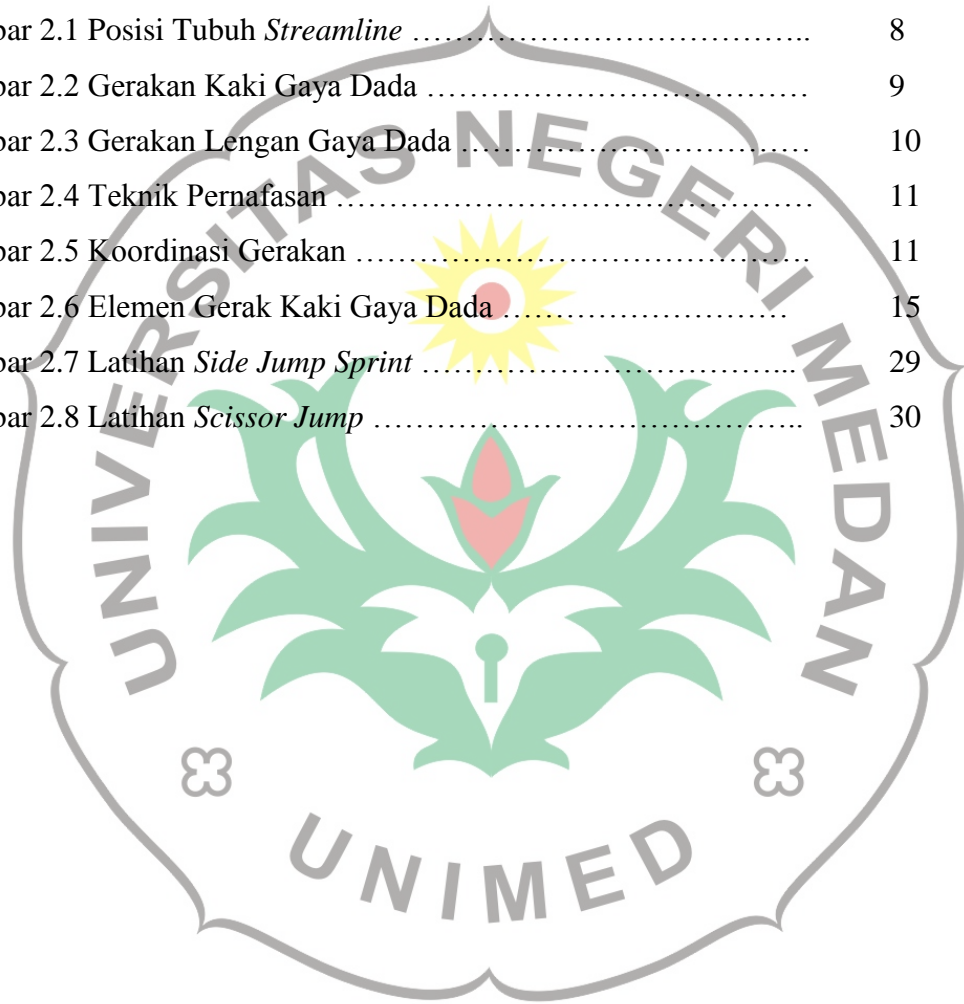 bar 2.1 Posisi Tubuh Streamline ……………………………….. 8
bar 2.2 Gerakan Kaki Gaya Dada ……………………………… 9
bar 2.3 Gerakan Lengan Gaya Dada …………………………… 10
bar 2.4 Teknik Pernafasan ……………………………………… 11
bar 2.5 Koordinasi Gerakan …………………………………… 11
bar 2.6 Elemen Gerak Kaki Gaya Dada ……………………… 15
bar 2.7 Latihan Side Jump Sprint ……………………………... 29
bar 2.8 Latihan Scissor Jump ………………………………….. 30
UNIVERSITAS NEGERI MEDAN
UNIMED